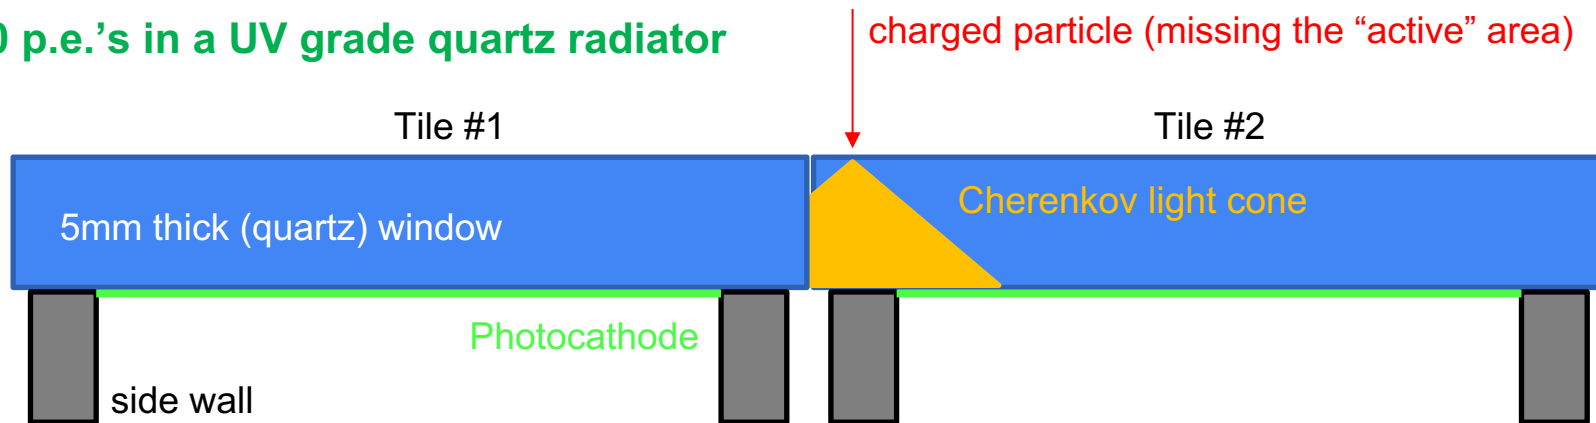 0 p.e.’s in a UV grade quartz radiator
charged particle (missing the “active” area)
Tile #1
Tile #2
5mm thick (quartz) window
Cherenkov light cone
Photocathode
side wall